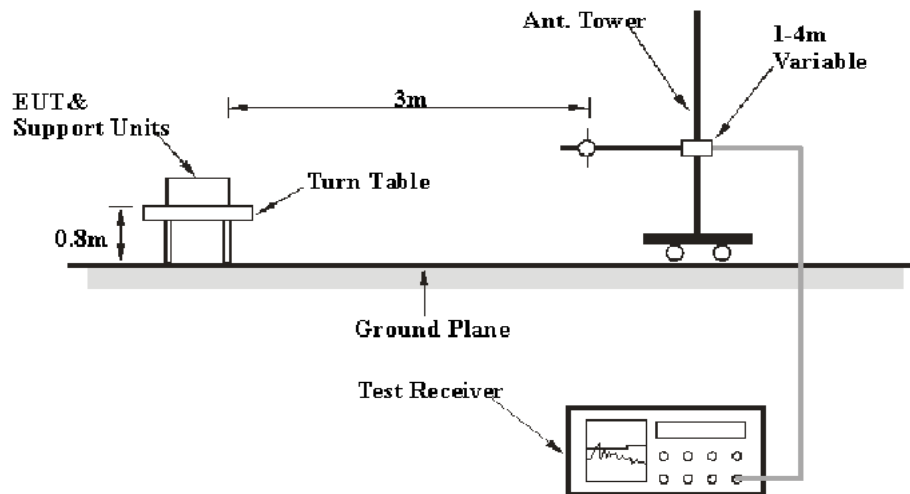 Ant. Tower
1-4m
Variable
3m
EUT&
Support Units
Turn Table
0.8m
Ground Plane
Test Receiver